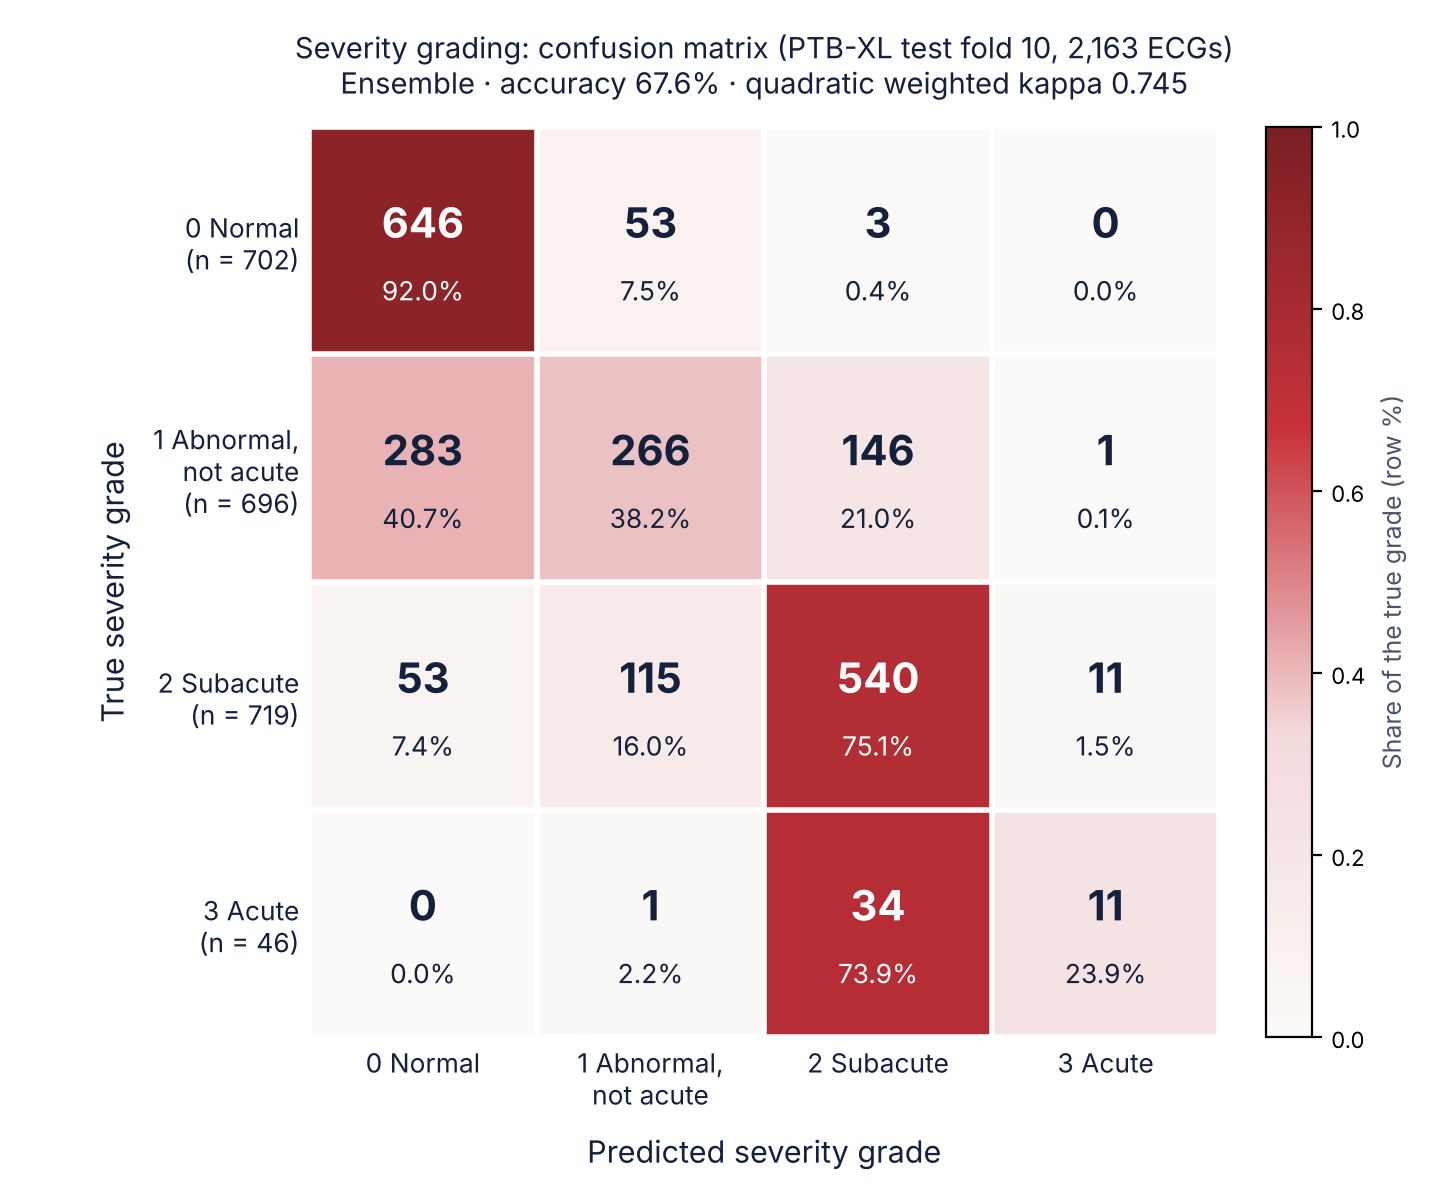 Severity grading: confusion matrix (PTB-XL test fold 10, 2,163 ECGs)
Ensemble · accuracy 67.6% · quadratic weighted kappa 0.745
True severity grade
0 Normal
(n = 702)
646
53
3
0
92.0%
7.5%
0.4%
0.0%
1 Abnormal,
not acute
(n = 696)
283
266
146
1
40.7%
38.2%
21.0%
0.1%
2 Subacute
(n = 719)
53
115
540
11
7.4%
16.0%
75.1%
1.5%
3 Acute
(n = 46)
0
1
34
11
0.0%
2.2%
73.9%
23.9%
0 Normal
1 Abnormal,
not acute
2 Subacute
3 Acute
Predicted severity grade
1.0
0.8
0.6
0.4
0.2
0.0
Share of the true grade (row %)